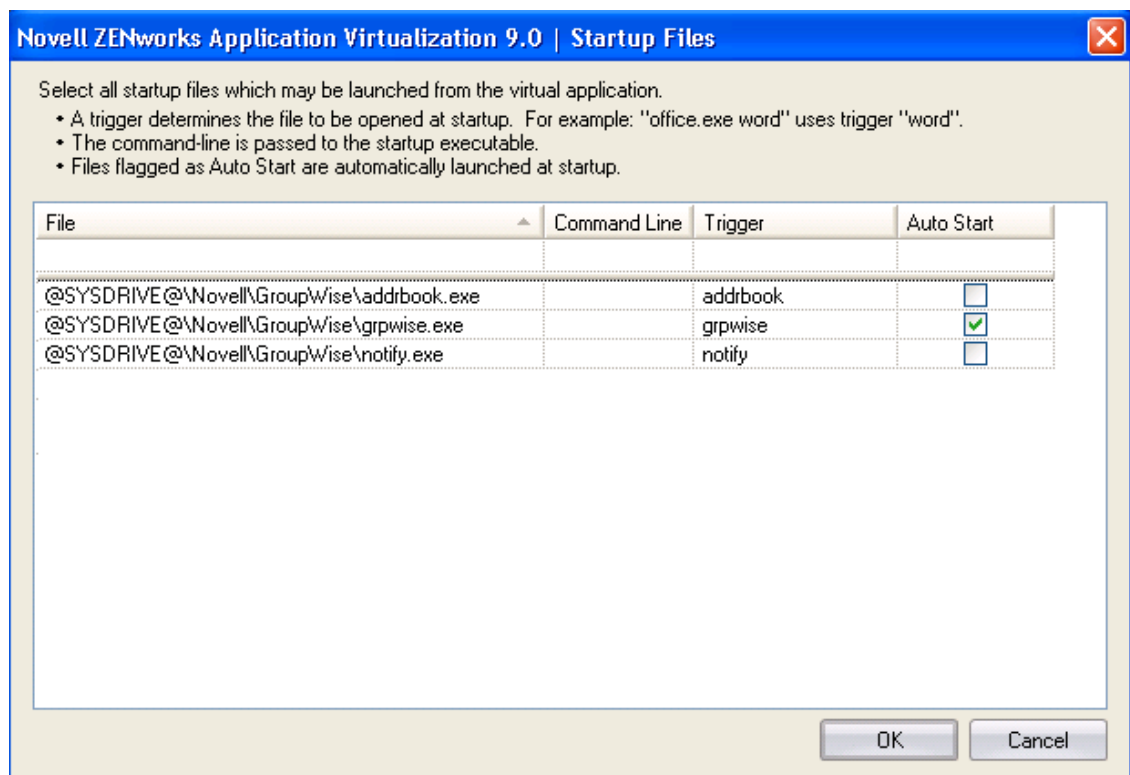 Novell ZENworks Application Virtualization 9.0 | Startup Files
Select all startup files which may be launched from the virtual application.
• A trigger determines the file to be opened at startup. For example: "office.exe word" uses trigger "word".
• The command-line is passed to the startup executable.
• Files flagged as Auto Start are automatically launched at startup.
File Command Line Trigger Auto Start
@SYSDRIVE@\Novell\GroupWise\addrbook.exe addrbook
@SYSDRIVE@\Novell\GroupWise\grpwise.exe grpwise
@SYSDRIVE@\Novell\GroupWise\notify.exe notify
OK Cancel